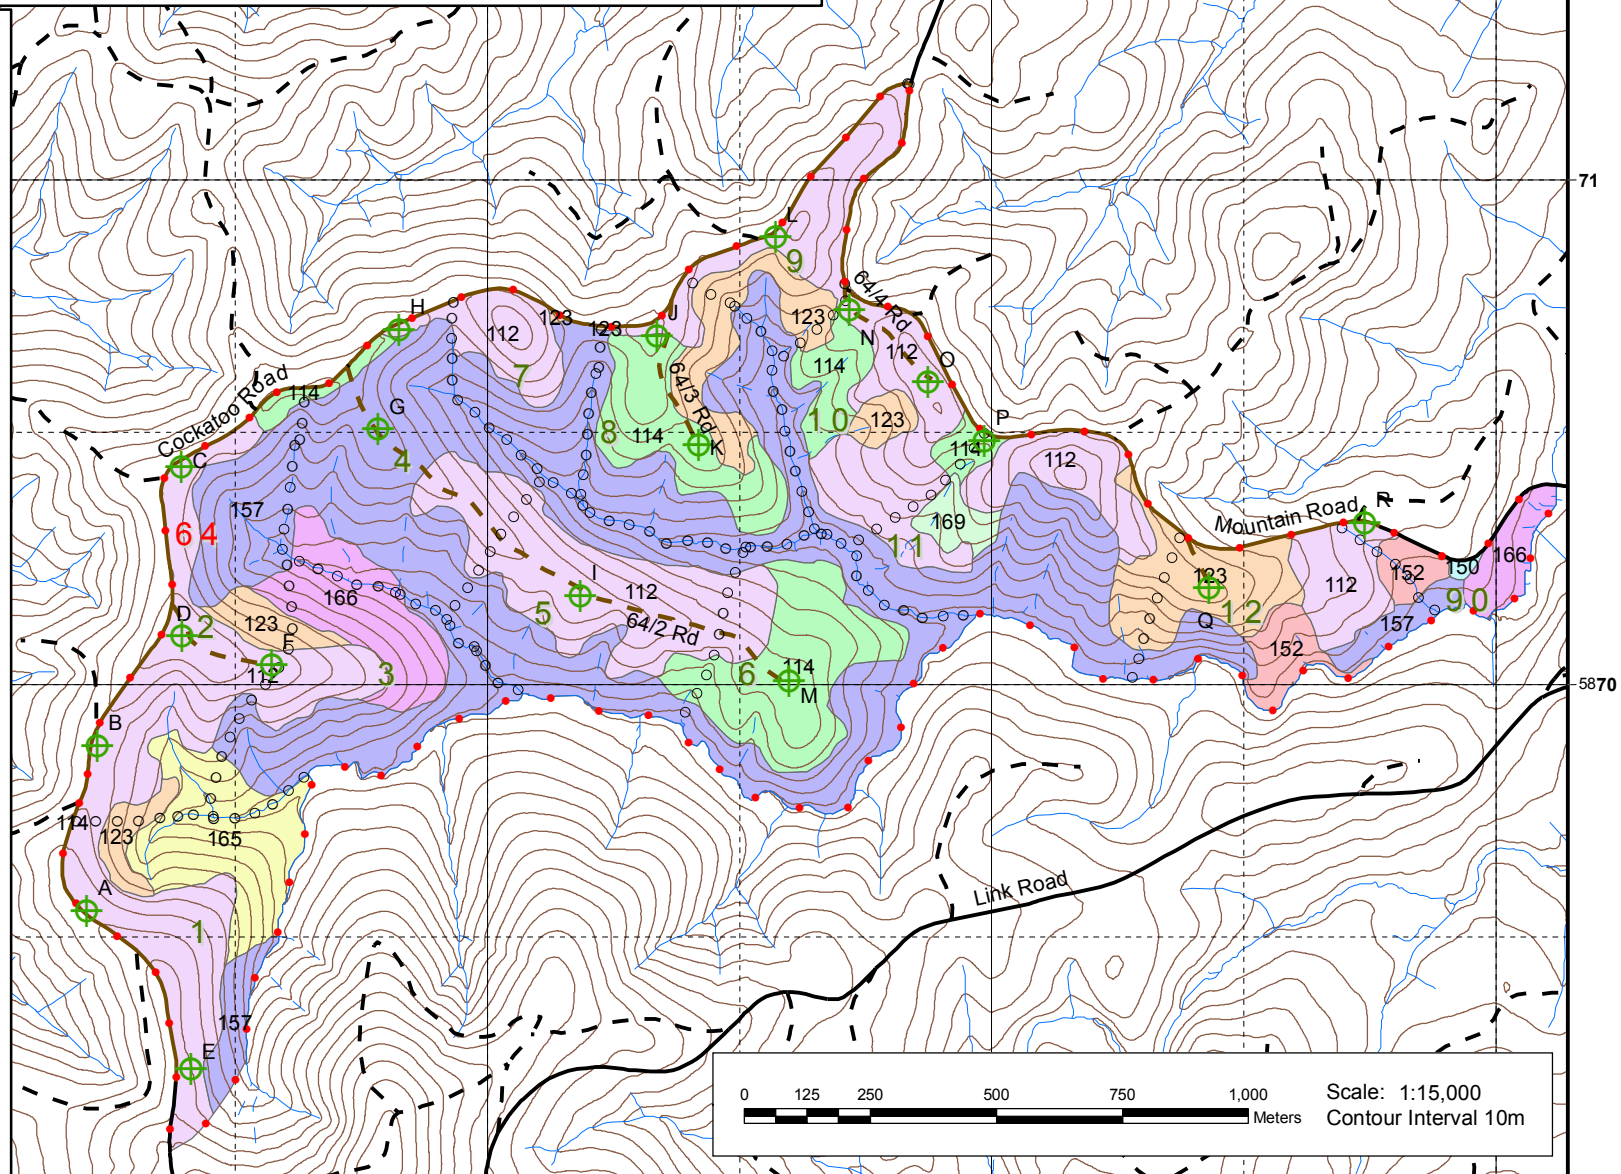 71
L
9
64/4 Rd
H
J
123
123
123
112
N
112
7
64/3 Rd
114
O
Cockatoo Road
114
G
10
123
P
8
114
K
114
C
4
112
157
64
169
Mountain Road
R
11
166
152
150
166
123
112
90
I
112
5
12
D
2
123
F
64/2 Rd
Q
157
152
112
3
6
114
M
5870
B
114
123
165
A
Link Road
1
157
E
0 125 250 500 750 1,000
Meters
Scale: 1:15,000
Contour Interval 10m